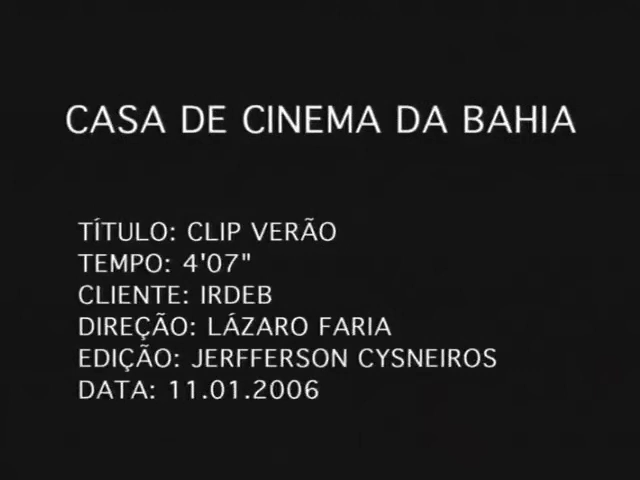 CASA DE CINEMA DA BAHIA
TÍTULO: CLIP VERÃO
TEMPO: 4'07"
CLIENTE: IRDEB
DIREÇÃO: LÁZARO FARIA
EDIÇÃO: JERFFERSON CYSNEIROS
DATA: 11.01.2006